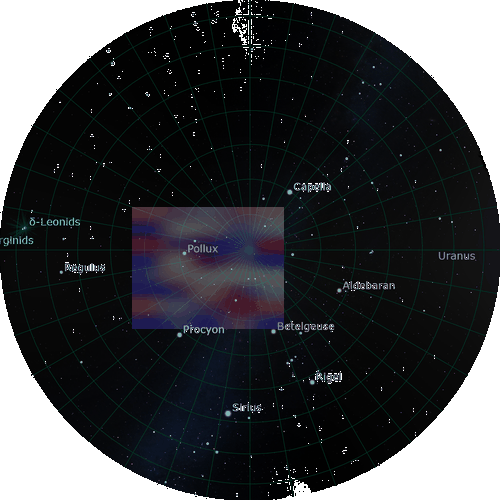 Capella
δ-Leonids
rginids
Pollux
Uranus
Regulus
Aldebaran
Procyon
Betelgeuse
Rigel
Sirius